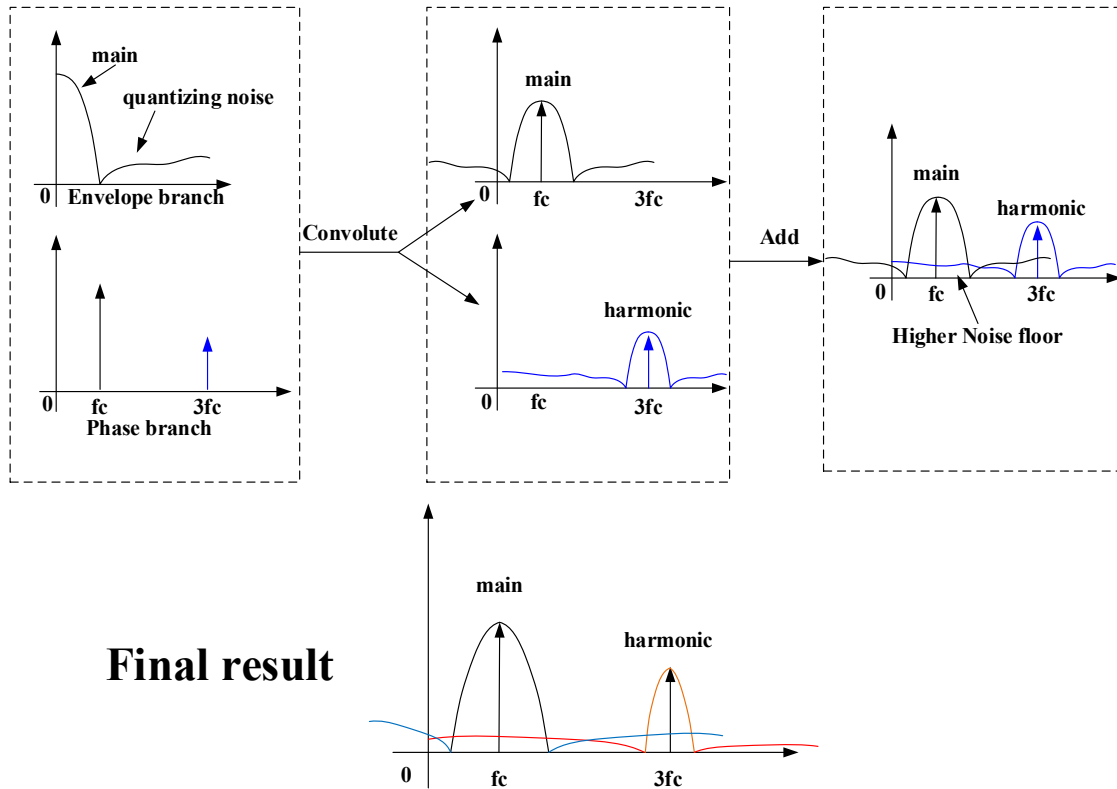 main
quantizing noise
0
Envelope branch
0
fc
3fc
Phase branch
Convolute
main
0
fc
3fc
harmonic
0
fc
3fc
Add
main
harmonic
0
fc
3fc
Higher Noise floor
Final result
main
harmonic
0
fc
3fc